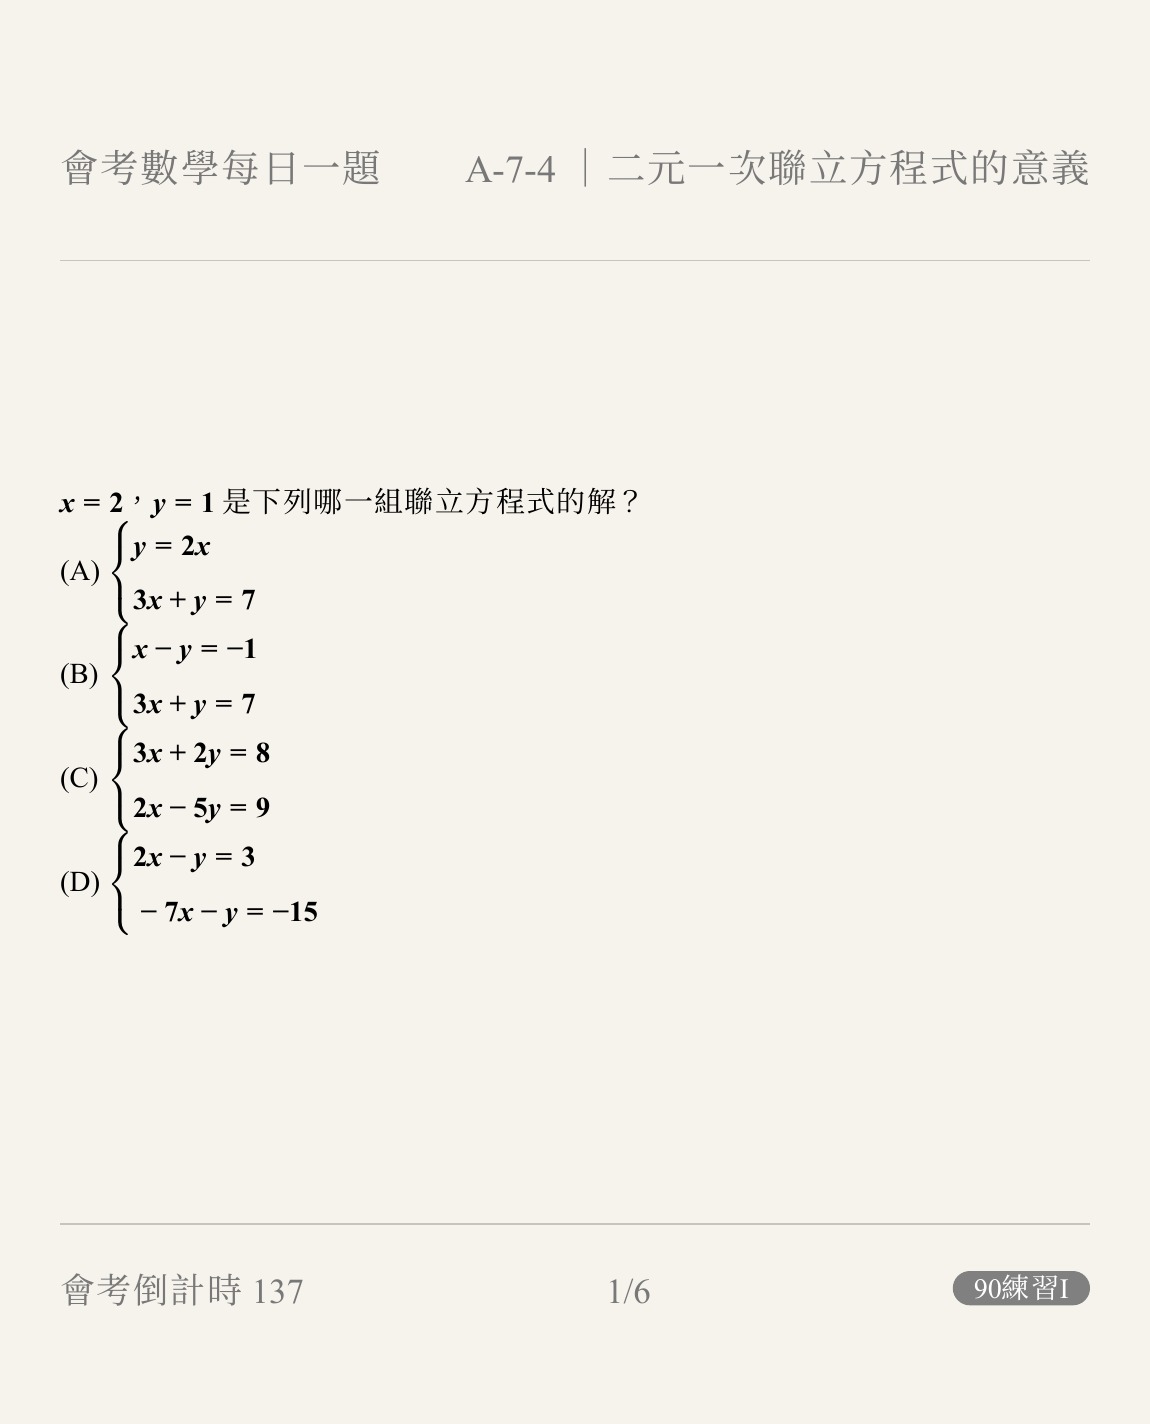 會考數學每日一題 A-7-4｜二元一次聯立方程式的意義
x = 2，y = 1 是下列哪一組聯立方程式的解？
(A) { y = 2x
3x + y = 7
(B) { x − y = −1
3x + y = 7
(C) { 3x + 2y = 8
2x − 5y = 9
(D) { 2x − y = 3
− 7x − y = −15
會考倒計時 137 1/6 90練習I